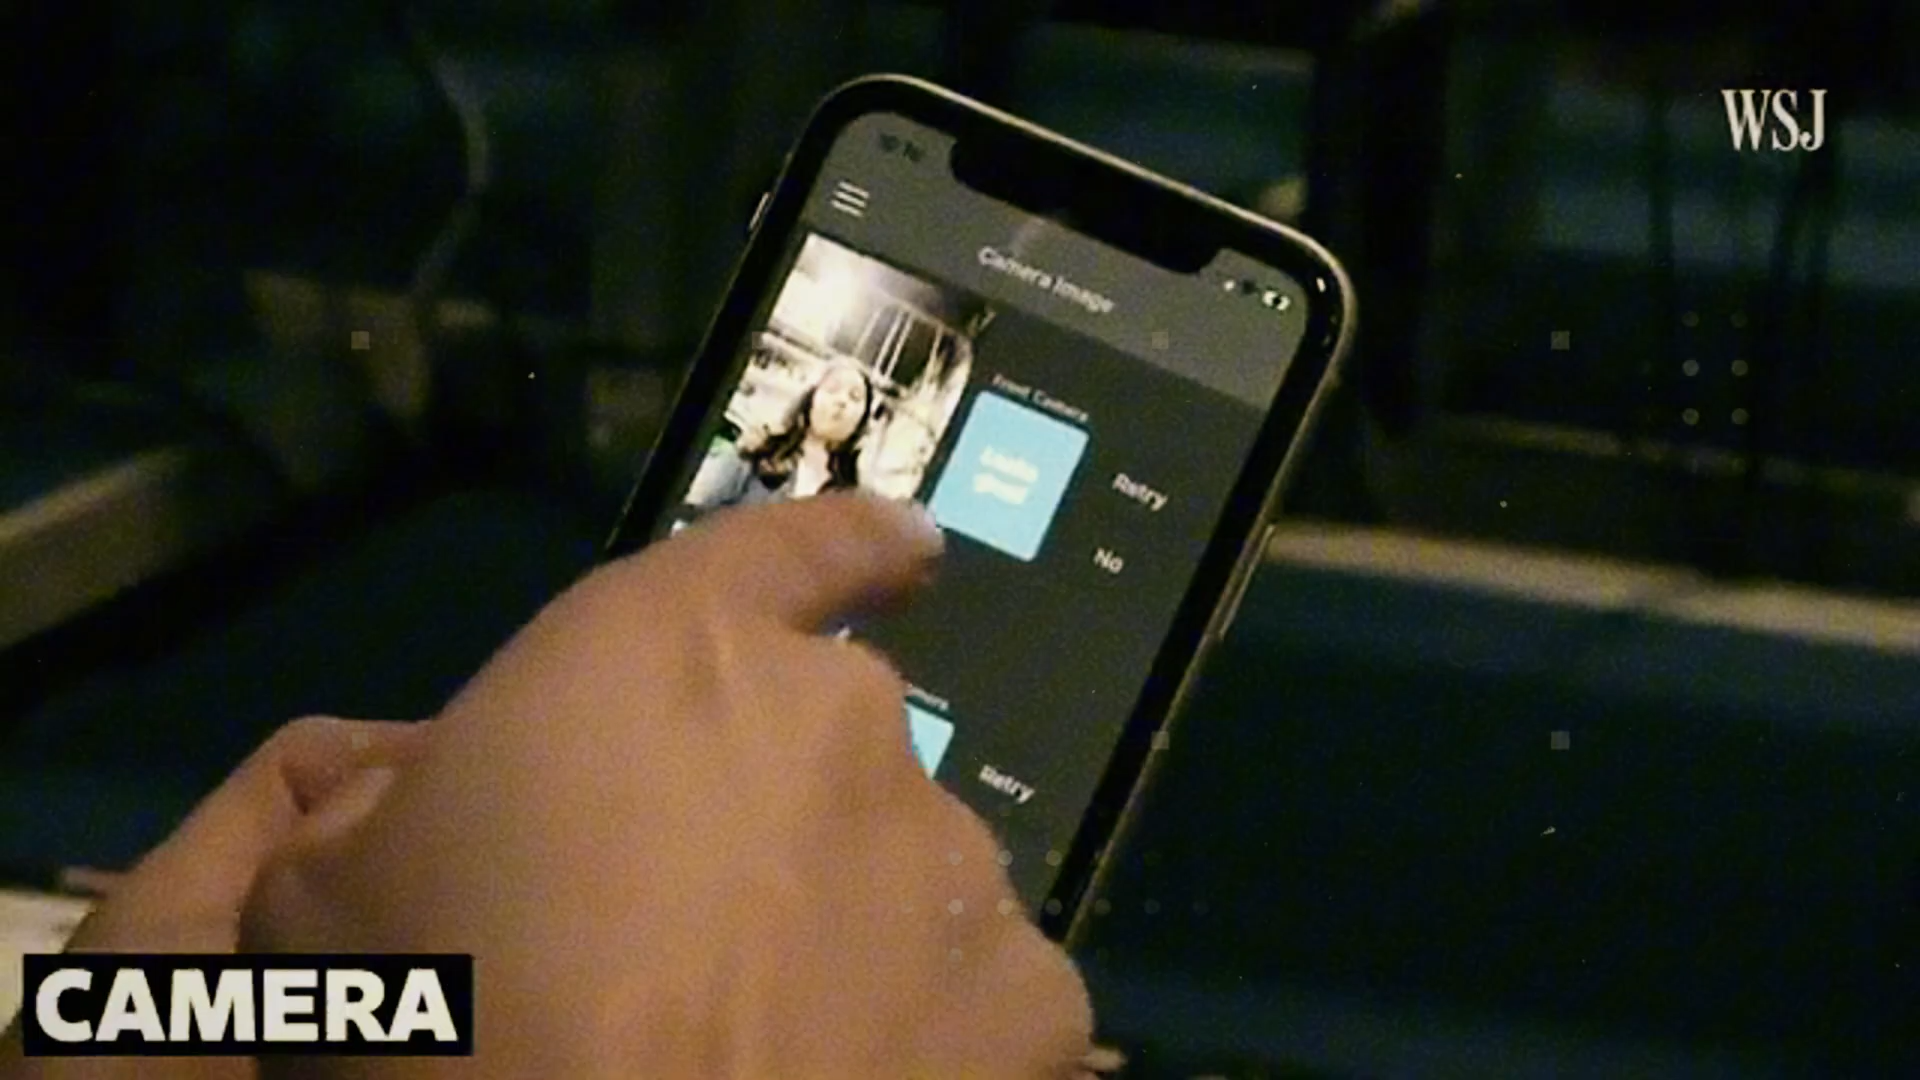 WSJ
Camera Image
Front Camera
Retry
No
Retry
CAMERA